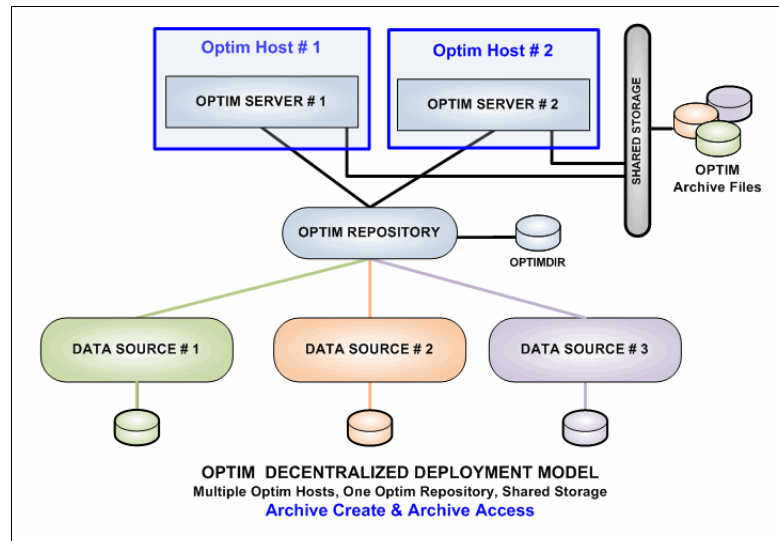 Optim Host # 1
Optim Host # 2
OPTIM SERVER # 1
OPTIM SERVER # 2
SHARED STORAGE
OPTIM
Archive Files
OPTIM REPOSITORY
OPTIMDIR
DATA SOURCE # 1
DATA SOURCE # 2
DATA SOURCE # 3
OPTIM DECENTRALIZED DEPLOYMENT MODEL
Multiple Optim Hosts, One Optim Repository, Shared Storage
Archive Create & Archive Access